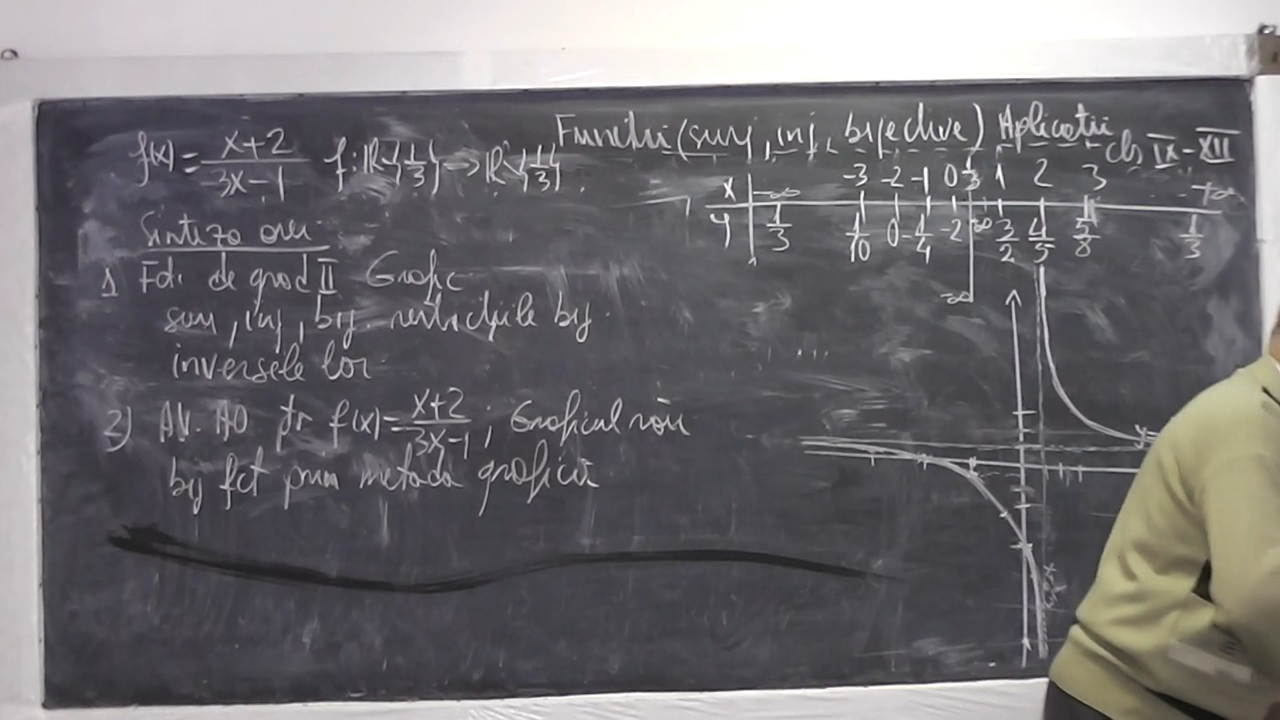 Funcții (surj, inj, bijective) Aplicații cls IX-XII
f(x) = x+2/3x-1 f: R\{1/3} → R\{1/3}.
x -∞ -3 -2 -1 0 1/3 1 2 3 +∞
y 1/3 1/10 0 -1/4 -2 -∞ ∞ 3/2 4/5 5/8 1/3
Sinteza orei
1 Fct. de grad II Grafic
surj, inj, bij. restricțiile bij.
inversele lor
2) AV. AO ptr f(x) = x+2/3x-1; Graficul
bij fct prin metoda grafică